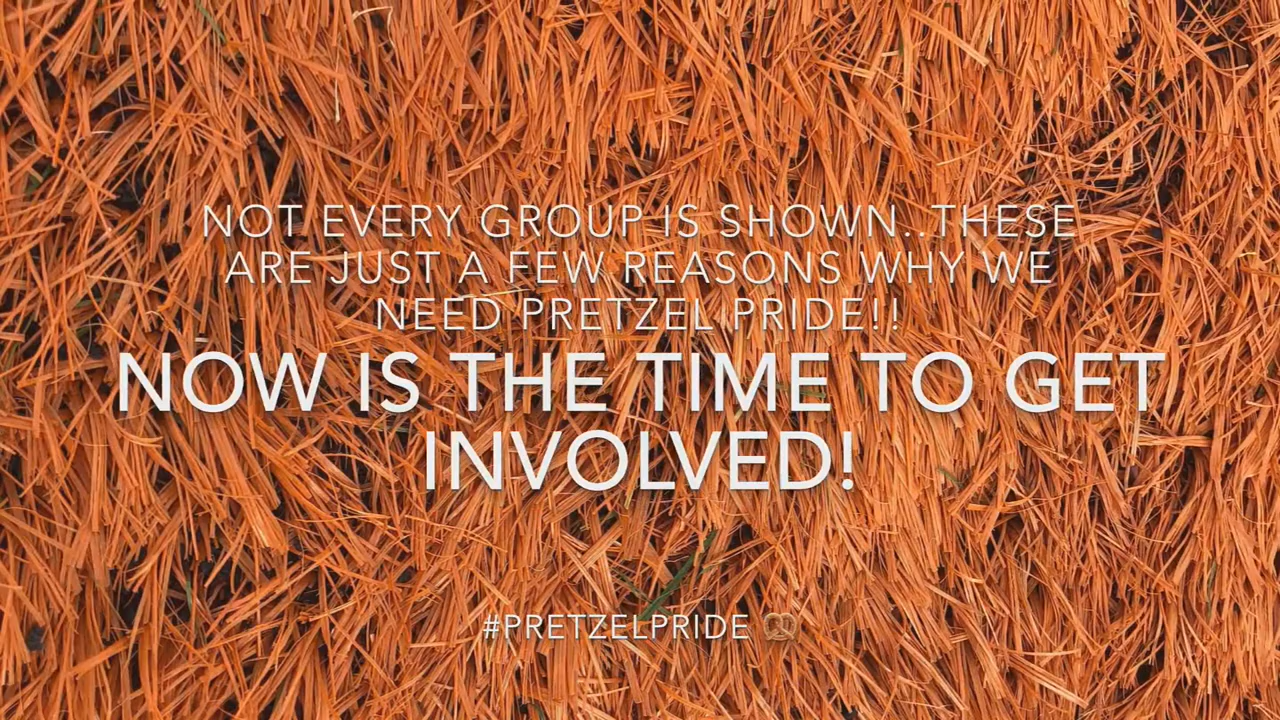 NOT EVERY GROUP IS SHOWN..THESE
ARE JUST A FEW REASONS WHY WE
NEED PRETZEL PRIDE!!
NOW IS THE TIME TO GET
INVOLVED!
#PRETZELPRIDE 🥨